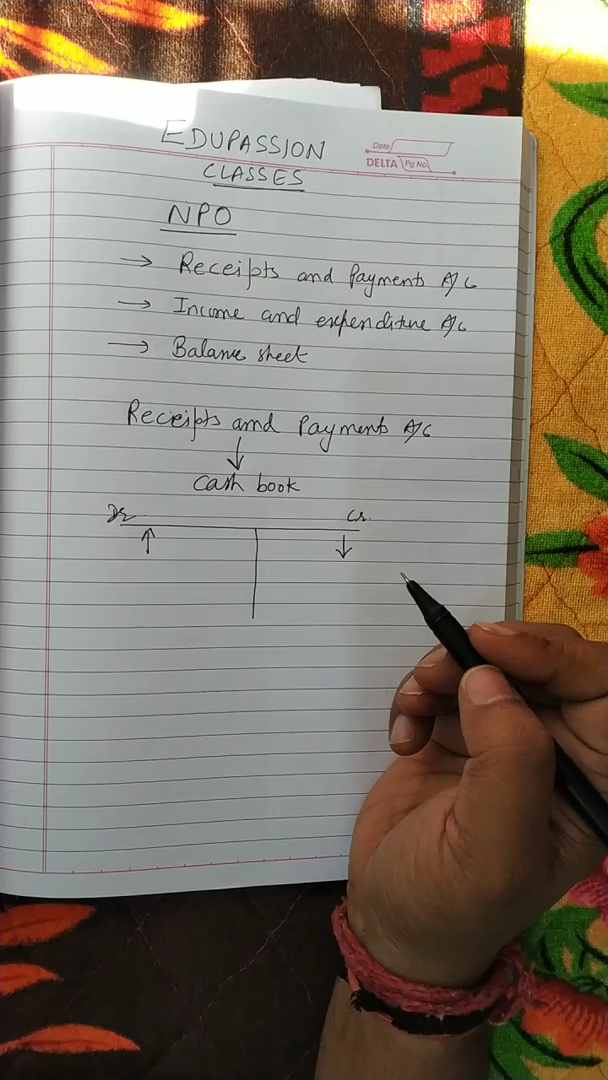 EDUPASSION
CLASSES
Date
DELTA Pg No.
NPO
→ Receipts and Payments A/c
→ Income and expenditure A/c
→ Balance sheet
Receipts and Payments A/c
↓
Cash book
Dr Cr.
↑ ↓